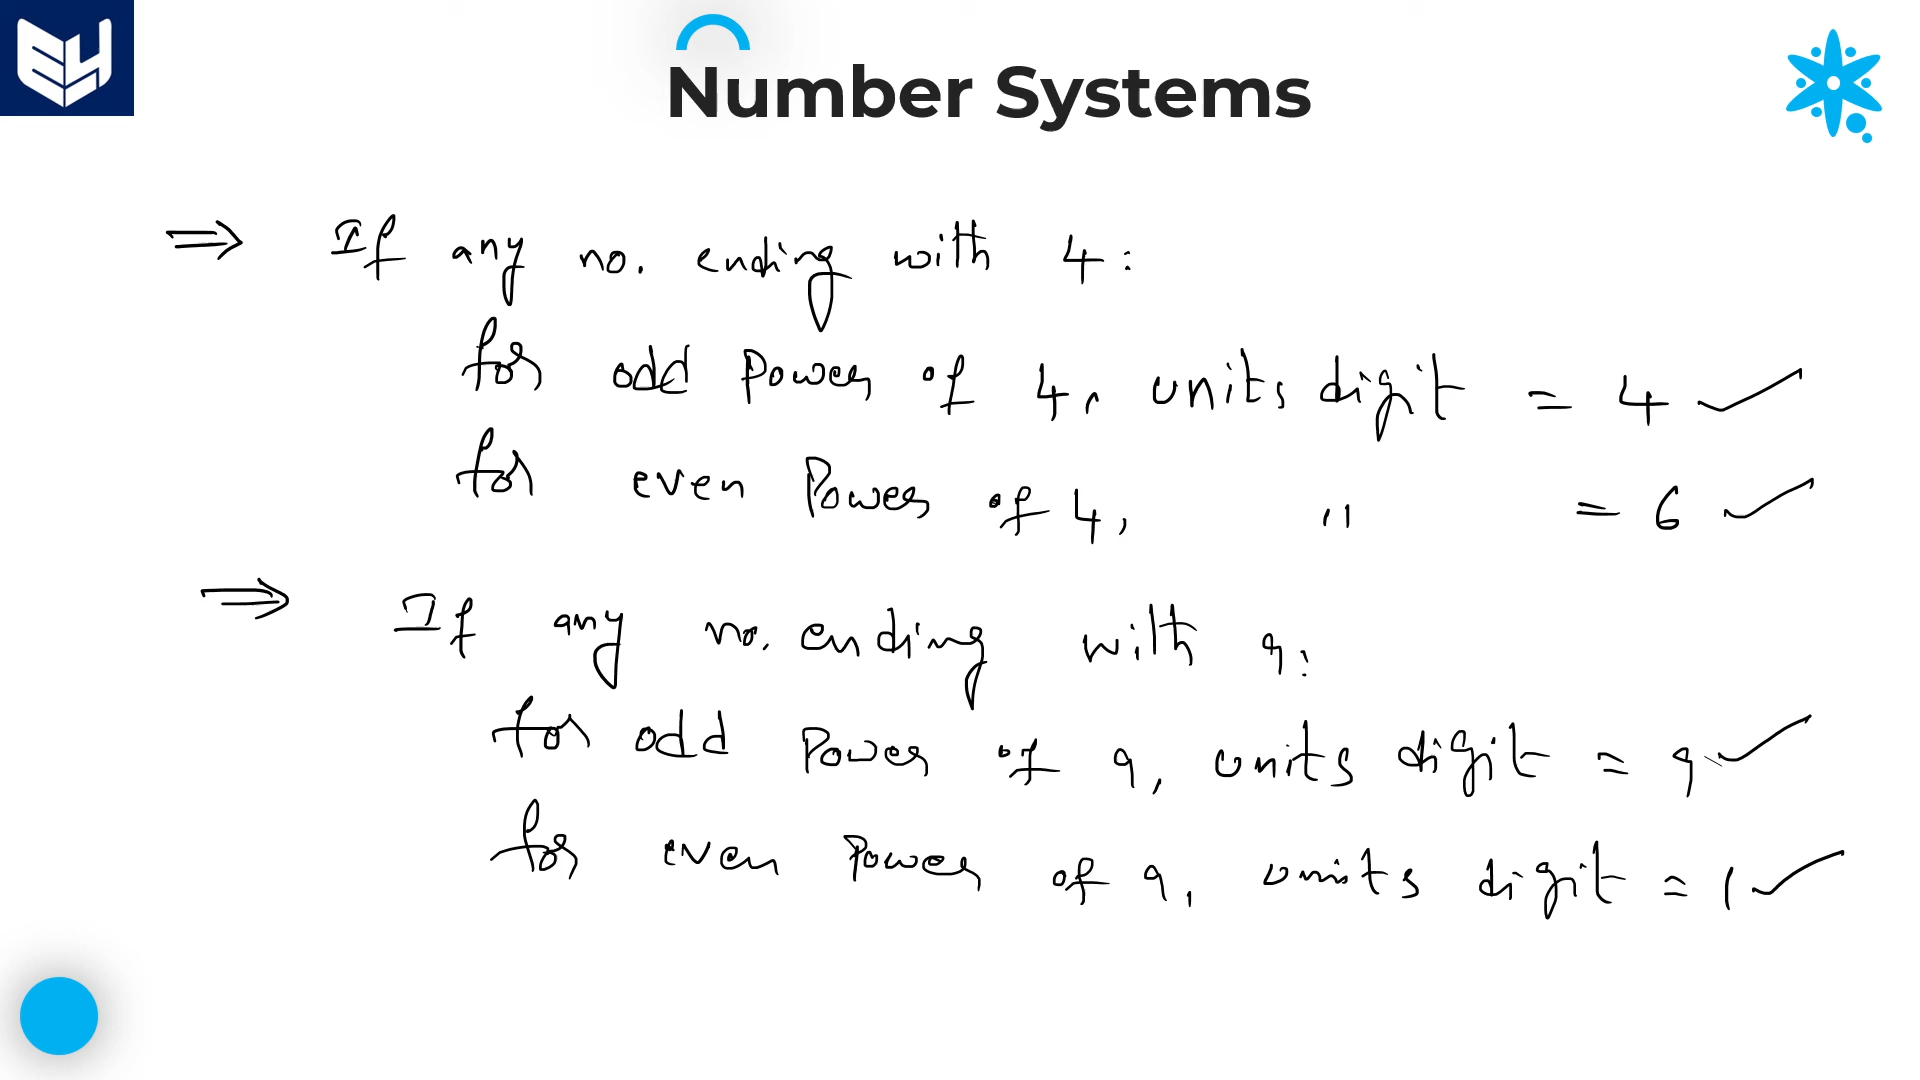 Number Systems
⇒ If any no. ending with 4:
for odd Power of 4, units digit = 4 ✓
for even Power of 4, '' = 6 ✓
⇒ If any no. ending with 9:
for odd Power of 9, units digit = 9 ✓
for even Power of 9, units digit = 1 ✓